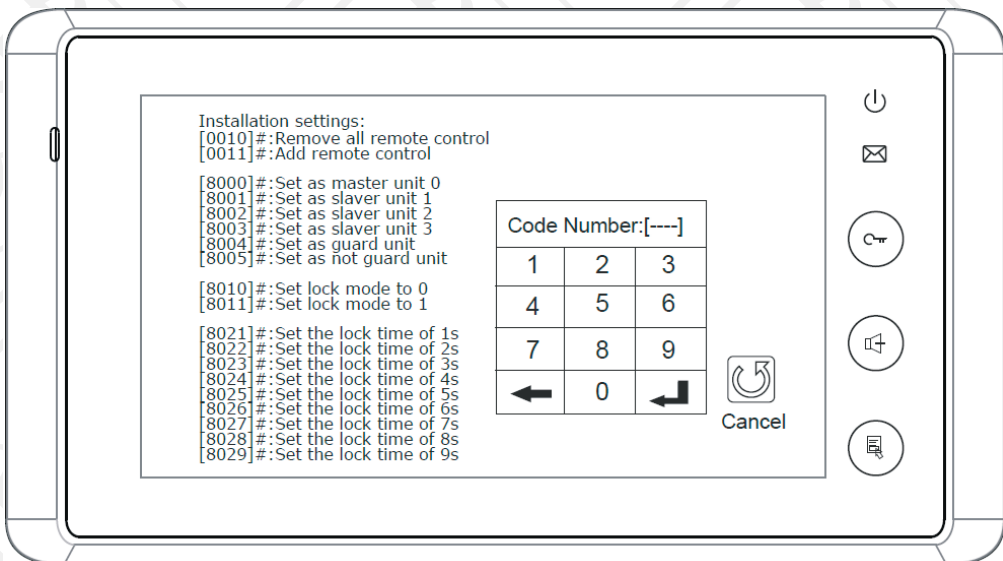 Installation settings:
[0010]#:Remove all remote control
[0011]#:Add remote control
[8000]#:Set as master unit 0
[8001]#:Set as slaver unit 1
[8002]#:Set as slaver unit 2
[8003]#:Set as slaver unit 3
[8004]#:Set as guard unit
[8005]#:Set as not guard unit
[8010]#:Set lock mode to 0
[8011]#:Set lock mode to 1
[8021]#:Set the lock time of 1s
[8022]#:Set the lock time of 2s
[8023]#:Set the lock time of 3s
[8024]#:Set the lock time of 4s
[8025]#:Set the lock time of 5s
[8026]#:Set the lock time of 6s
[8027]#:Set the lock time of 7s
[8028]#:Set the lock time of 8s
[8029]#:Set the lock time of 9s
Code Number:[----]
1 2 3
4 5 6
7 8 9
0
Cancel